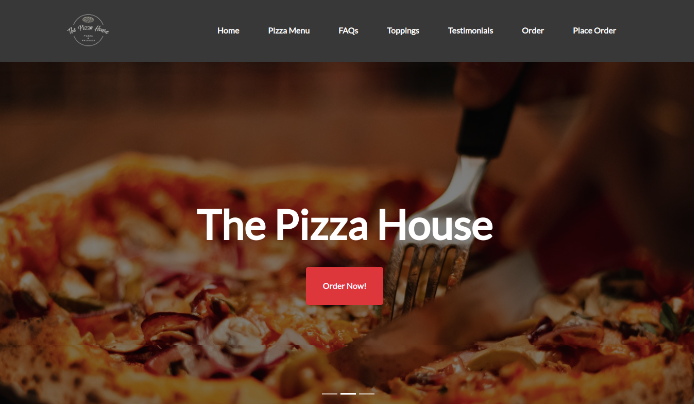 The Pizza House
Home Pizza Menu FAQs Toppings Testimonials Order Place Order
The Pizza House
Order Now!